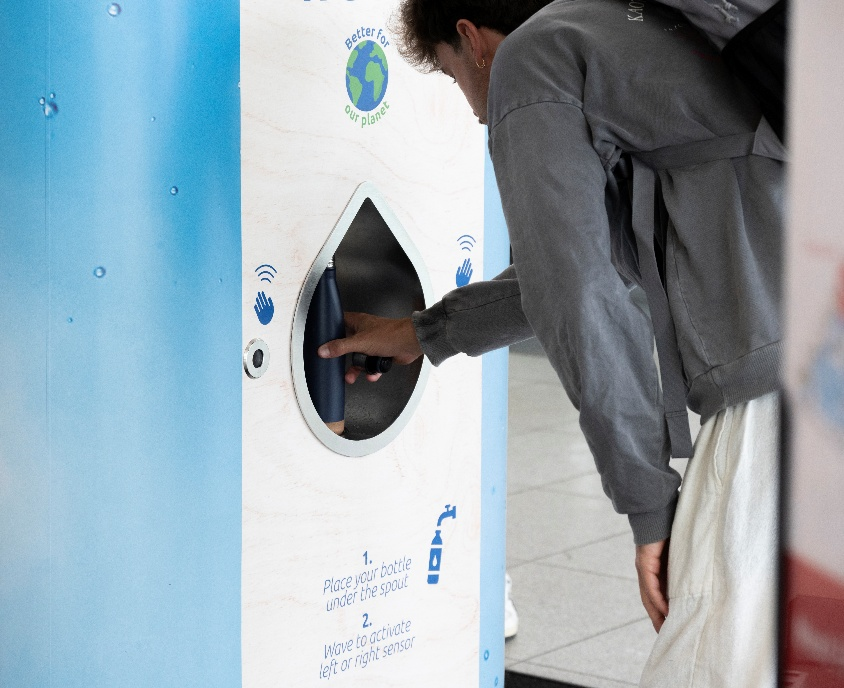 Better for
our planet
1.
Place your bottle
under the spout
2.
Wave to activate
left or right sensor